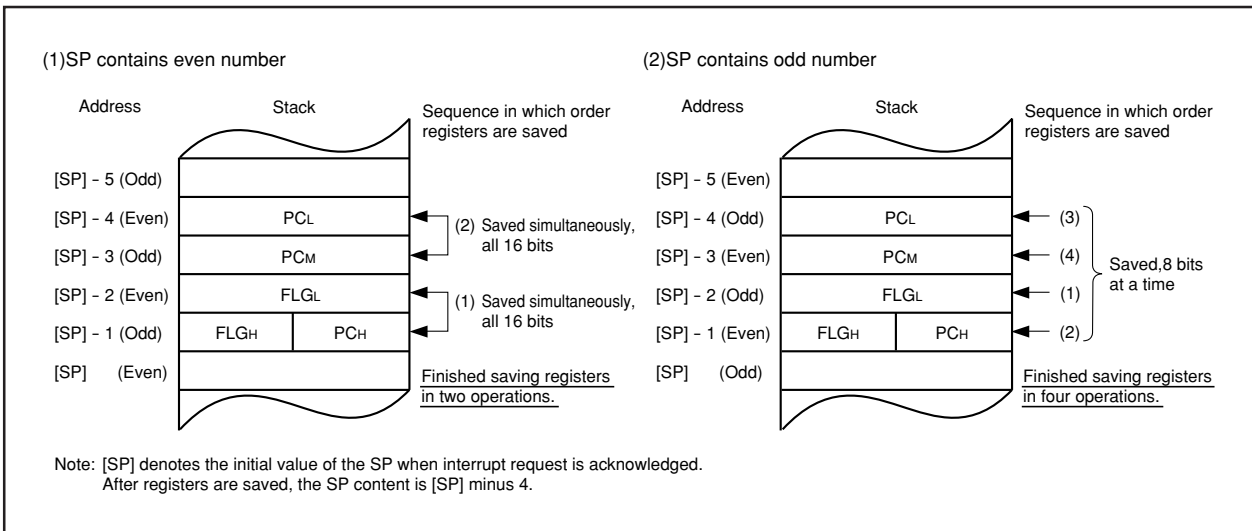 (1)SP contains even number
Address
Stack
Sequence in which order
registers are saved
[SP] – 5 (Odd)
[SP] – 4 (Even)
PCL
[SP] – 3 (Odd)
PCM
(2) Saved simultaneously,
all 16 bits
[SP] – 2 (Even)
FLGL
[SP] – 1 (Odd)
FLGH
PCH
(1) Saved simultaneously,
all 16 bits
[SP] (Even)
Finished saving registers
in two operations.
(2)SP contains odd number
Address
Stack
Sequence in which order
registers are saved
[SP] – 5 (Even)
[SP] – 4 (Odd)
PCL
(3)
[SP] – 3 (Even)
PCM
(4)
[SP] – 2 (Odd)
FLGL
(1)
[SP] – 1 (Even)
FLGH
PCH
(2)
Saved,8 bits
at a time
[SP] (Odd)
Finished saving registers
in four operations.
Note: [SP] denotes the initial value of the SP when interrupt request is acknowledged.
After registers are saved, the SP content is [SP] minus 4.